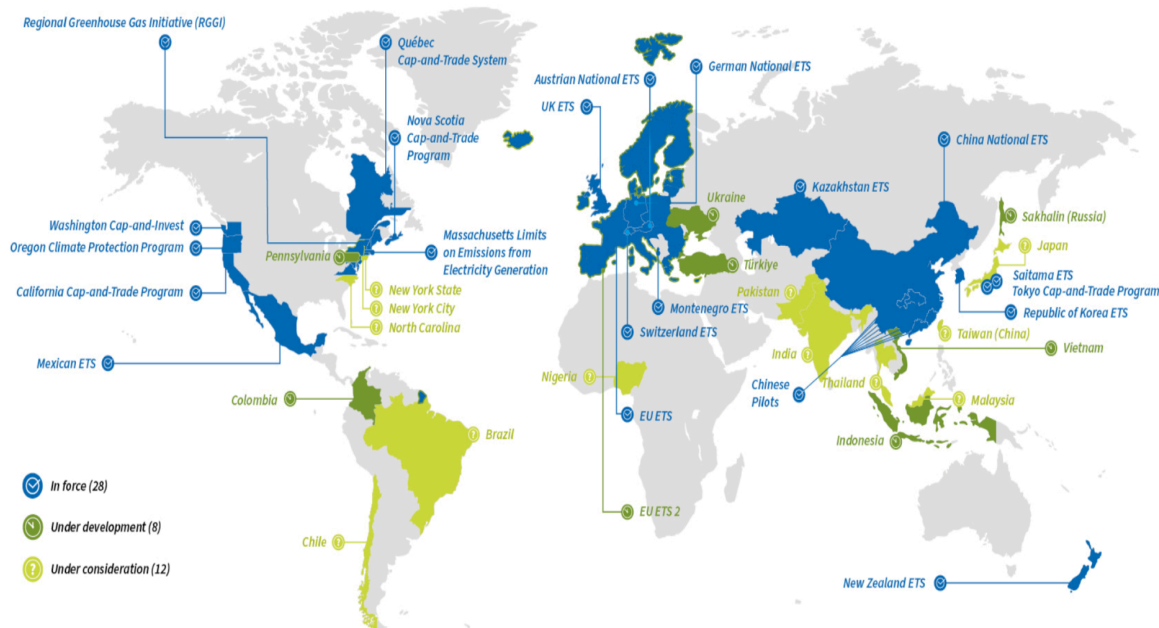 Regional Greenhouse Gas Initiative (RGGI)
Québec
Cap-and-Trade System
Nova Scotia
Cap-and-Trade
Program
Washington Cap-and-Invest
Oregon Climate Protection Program
California Cap-and-Trade Program
Mexican ETS
Pennsylvania
Massachusetts Limits
on Emissions from
Electricity Generation
New York State
New York City
North Carolina
Colombia
Brazil
Chile
Austrian National ETS
German National ETS
UK ETS
Ukraine
Türkiye
Montenegro ETS
Switzerland ETS
Nigeria
EU ETS
EU ETS 2
Kazakhstan ETS
China National ETS
Sakhalin (Russia)
Japan
Saitama ETS
Tokyo Cap-and-Trade Program
Republic of Korea ETS
Pakistan
Taiwan (China)
India
Vietnam
Chinese
Pilots
Thailand
Malaysia
Indonesia
New Zealand ETS
In force (28)
Under development (8)
Under consideration (12)